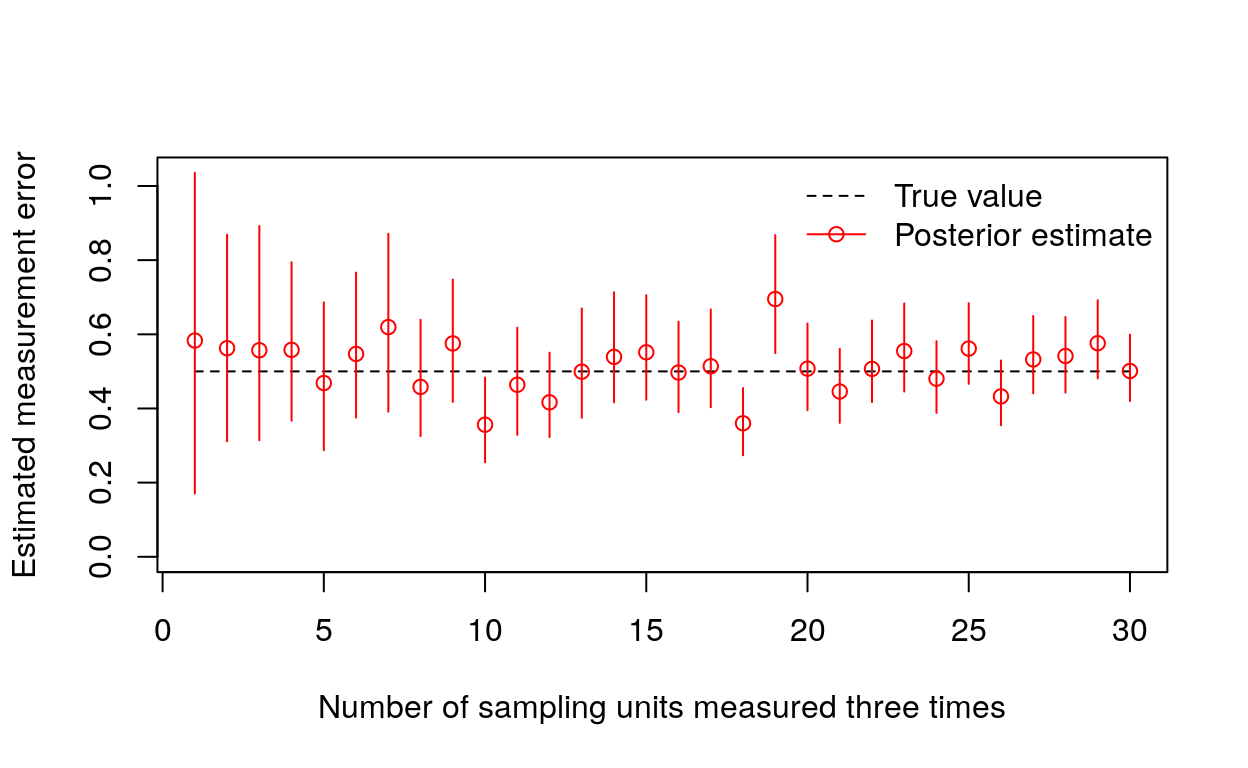 Estimated measurement error
1.0
0.8
0.6
0.4
0.2
0.0
True value
Posterior estimate
0 5 10 15 20 25 30
Number of sampling units measured three times